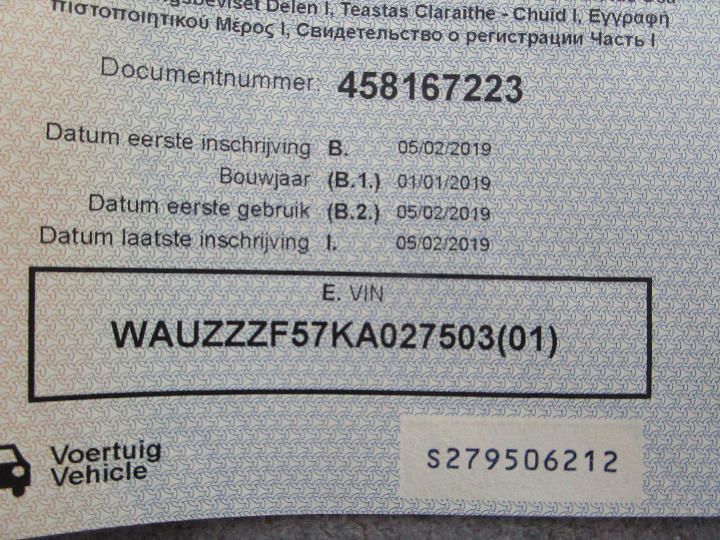 Delen I, Teastas Claraithe - Chuid I, Εγγραφή
πιστοποιητικού Μέρος I, Свидетельство о регистрации Часть I
Documentnummer: 458167223
Datum eerste inschrijving B. 05/02/2019
Bouwjaar (B.1.) 01/01/2019
Datum eerste gebruik (B.2.) 05/02/2019
Datum laatste inschrijving I. 05/02/2019
E. VIN
WAUZZZF57KA027503(01)
Voertuig
Vehicle
S279506212